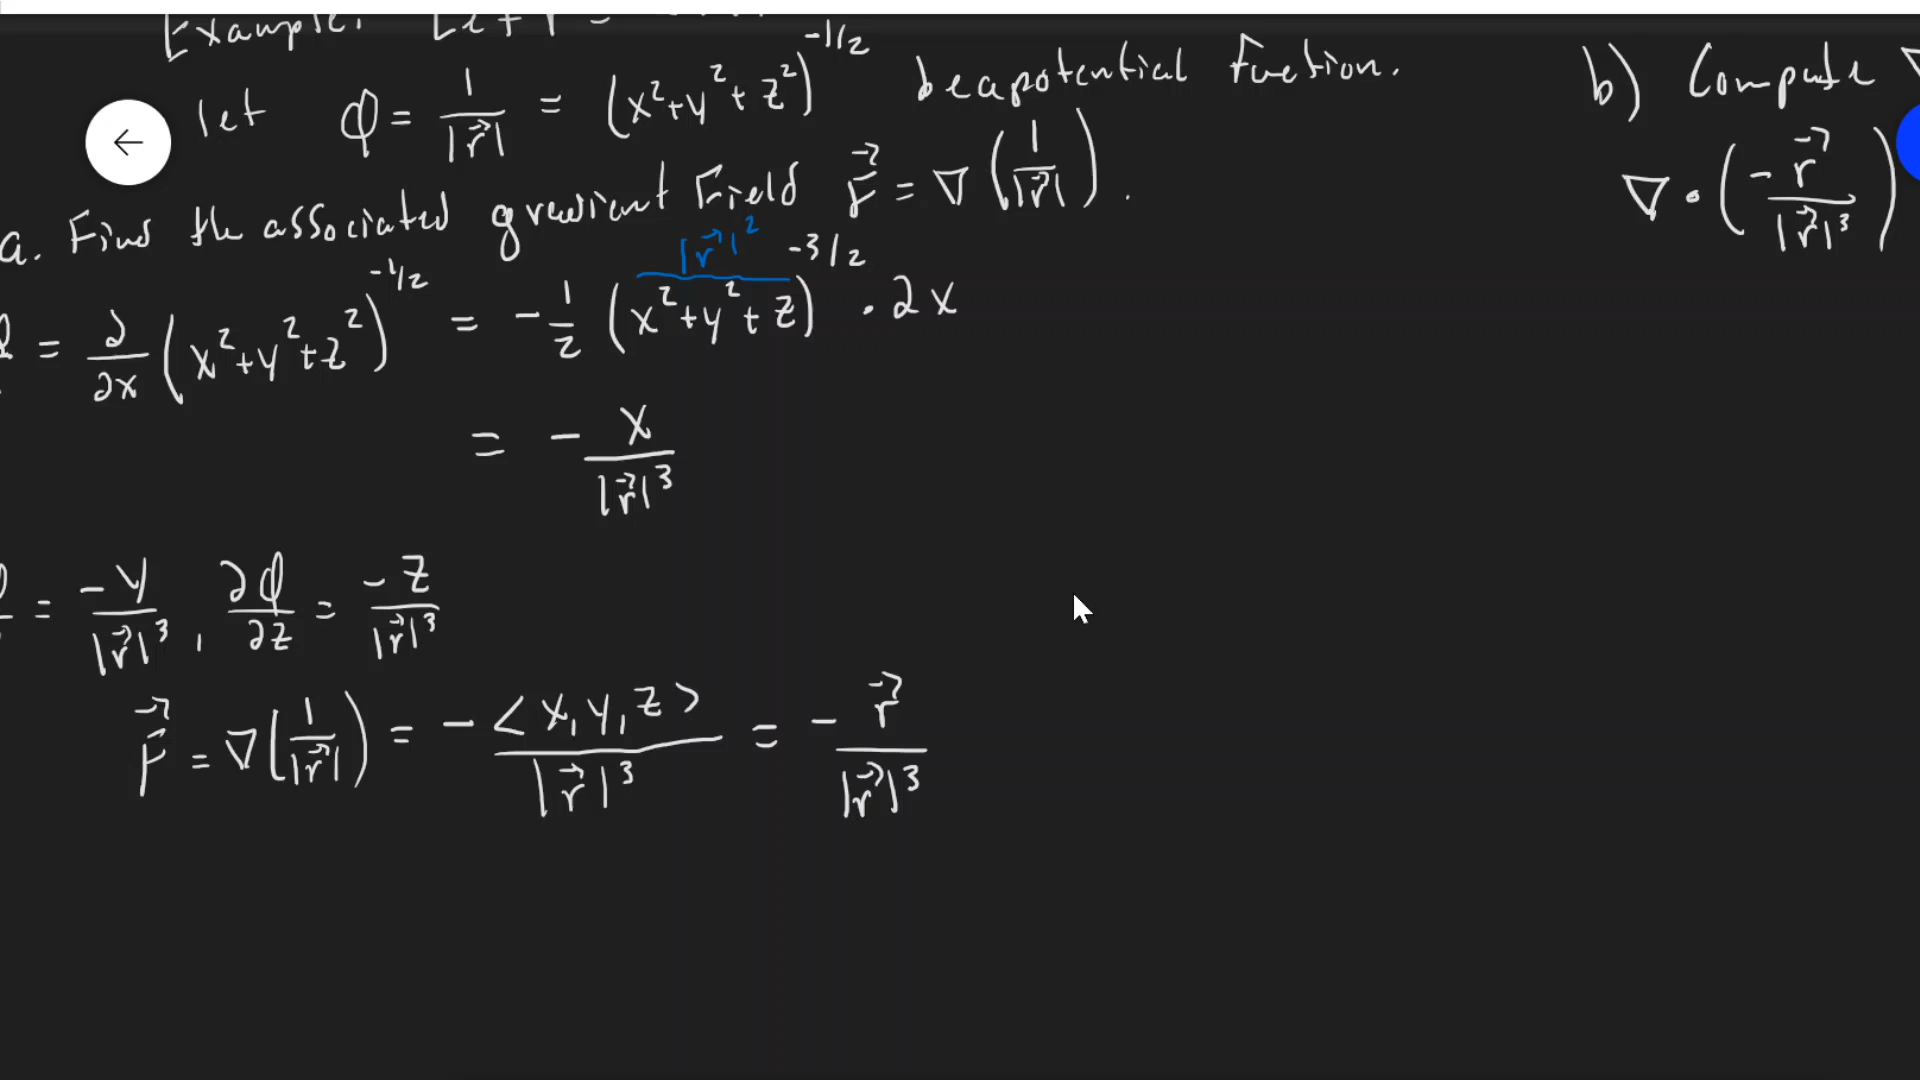 Example. Let r =
let φ = 1/|r⃗| = (x²+y²+z²)^(-1/2) be a potential function.
a. Find the associated gradient Field F⃗ = ∇(1/|r⃗|).
|r⃗|²
= ∂/∂x (x²+y²+z²)^(-1/2) = -1/2 (x²+y²+z)^(-3/2) · 2x
= - x/|r⃗|³
= -y/|r⃗|³, ∂φ/∂z = -z/|r⃗|³
F⃗ = ∇(1/|r⃗|) = - <x,y,z>/|r⃗|³ = - r⃗/|r⃗|³
b) Compute ∇
∇ · (-r⃗/|r⃗|³)